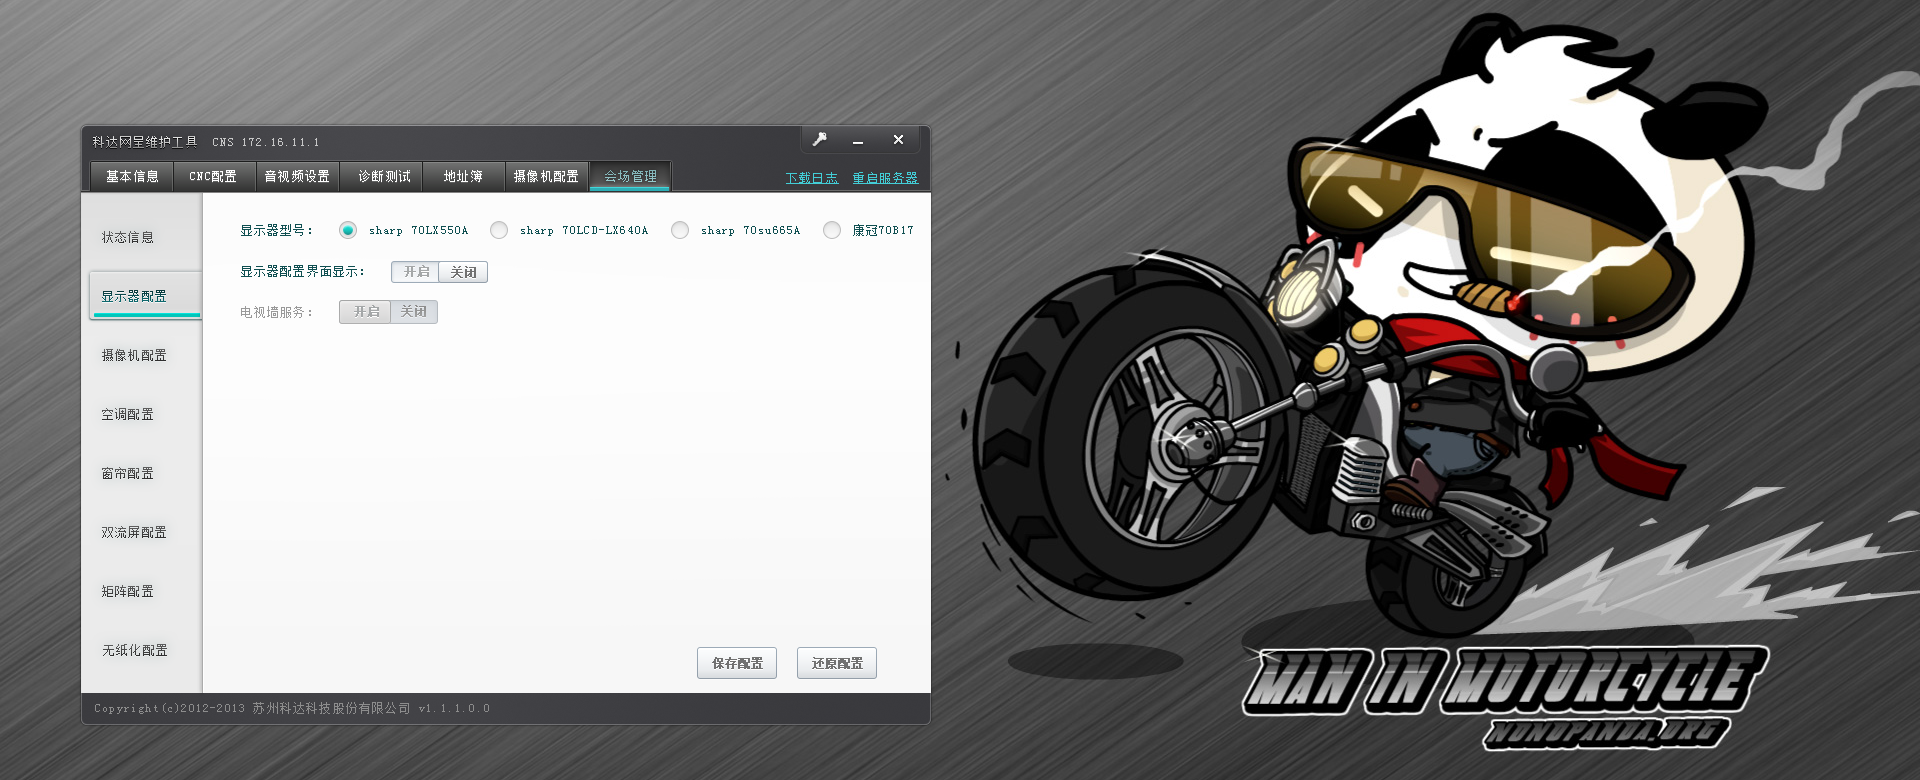 科达网呈维护工具 CNS 172.16.11.1
基本信息 CNC配置 音视频设置 诊断测试 地址簿 摄像机配置 会场管理 下载日志 重启服务器
状态信息
显示器配置
摄像机配置
空调配置
窗帘配置
双流屏配置
矩阵配置
无纸化配置
显示器型号： sharp 70LX550A sharp 70LCD-LX640A sharp 70su665A 康冠70B17
显示器配置界面显示： 开启 关闭
电视墙服务： 开启 关闭
保存配置 还原配置
Copyright(c)2012-2013 苏州科达科技股份有限公司 v1.1.1.0.0
MAN IN MOTORCYCLE
NONOPANDA.ORG